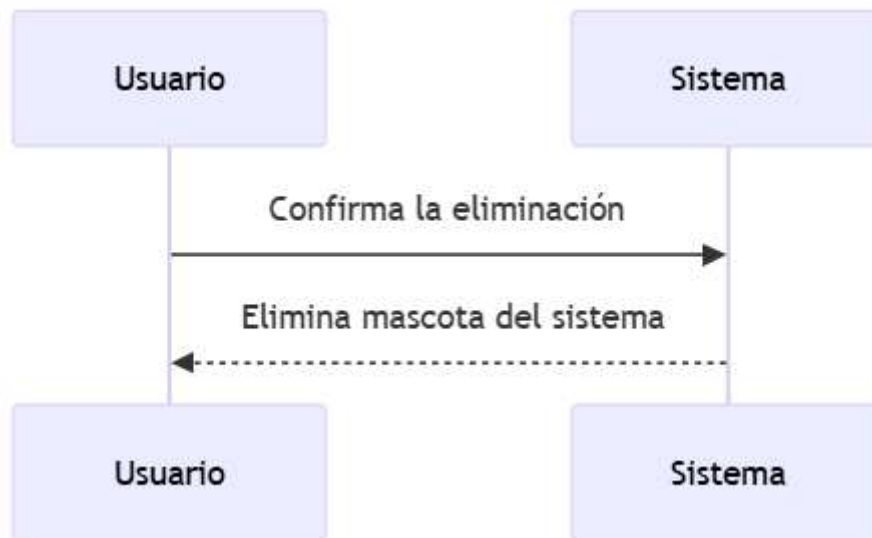 Usuario
Sistema
Confirma la eliminación
Elimina mascota del sistema
Usuario
Sistema